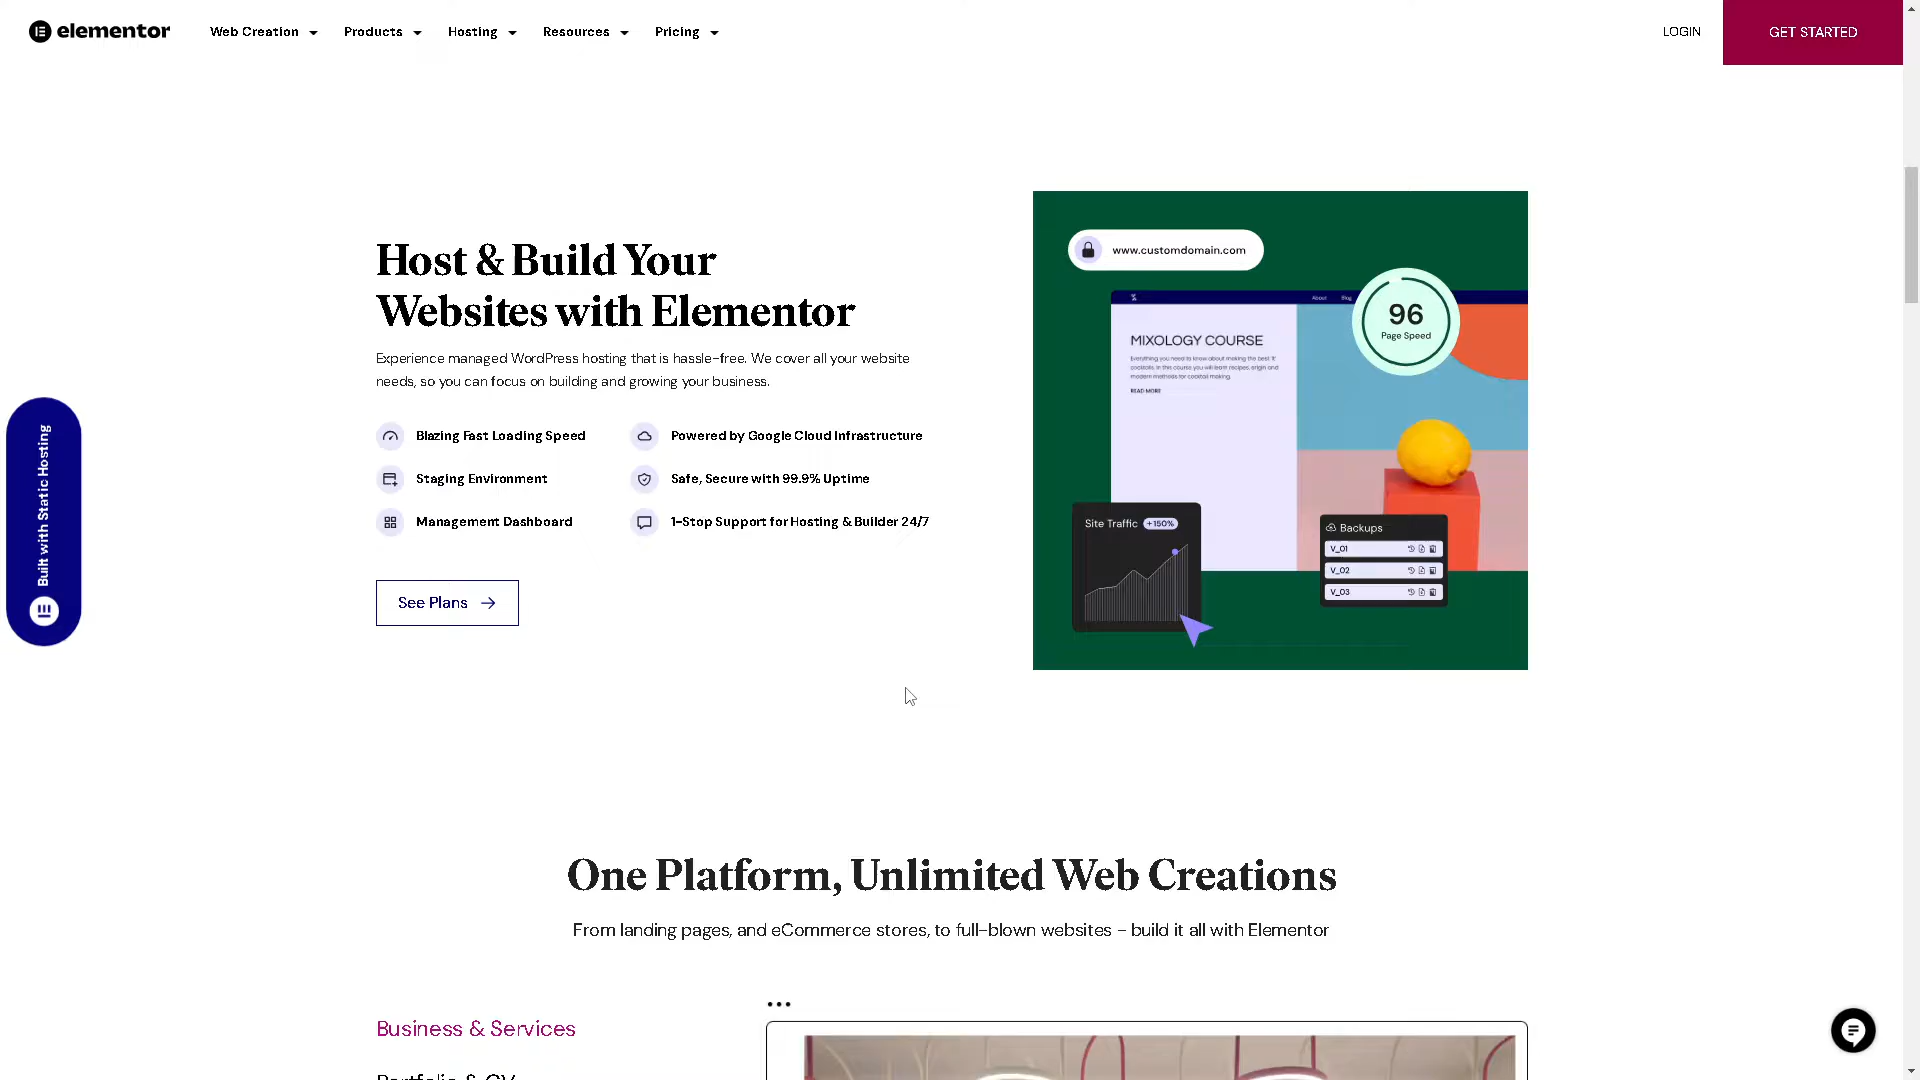 elementor
Web Creation
Products
Hosting
Resources
Pricing
LOGIN
GET STARTED
Host & Build Your
Websites with Elementor
Experience managed WordPress hosting that is hassle-free. We cover all your website
needs, so you can focus on building and growing your business.
Blazing Fast Loading Speed
Powered by Google Cloud Infrastructure
Staging Environment
Safe, Secure with 99.9% Uptime
Management Dashboard
1-Stop Support for Hosting & Builder 24/7
See Plans
www.customdomain.com
About
Blog
96
Page Speed
MIXOLOGY COURSE
Everything you need to know about making the best 'E'
cocktails. In this course you will learn recipes, origin and
modern methods for cocktail making.
READ MORE
Site Traffic +150%
Backups
V_01
V_02
V_03
Built with Static Hosting
One Platform, Unlimited Web Creations
From landing pages, and eCommerce stores, to full-blown websites - build it all with Elementor
Business & Services
Portfolio & CV